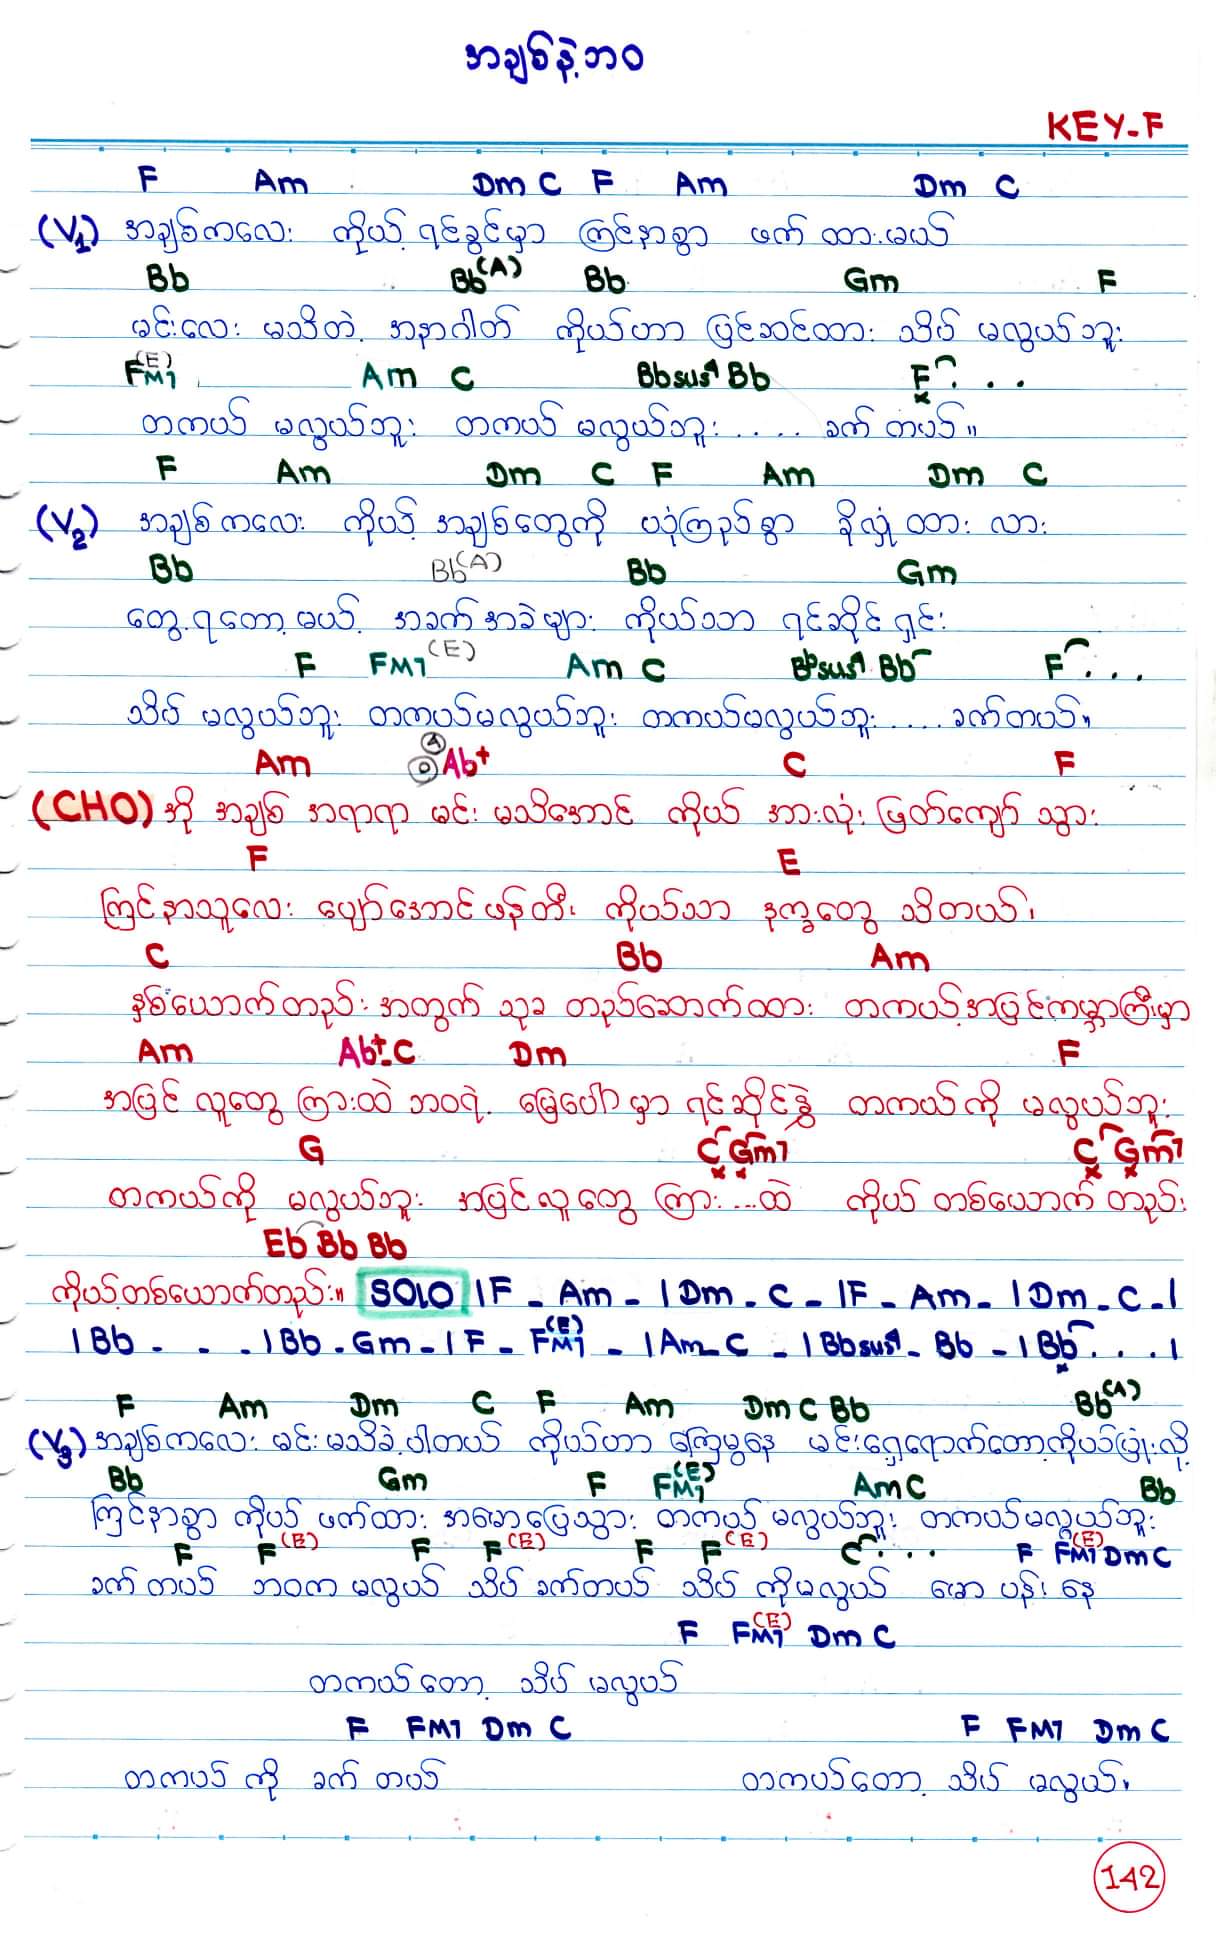 အချစ်နဲ့ဘဝ
KEY-F
F Am Dm C F Am Dm C
(V1) အချစ်ကလေး ကိုယ့် ရင်ခွင်မှာ ကြင်နာစွာ ဖက် ထားမယ်
Bb Bb(A) Bb Gm F
မင်းလေး မသိတဲ့ အနာဂါတ် ကိုယ်ဟာ ပြင်ဆင်ထား သိပ် မလွယ်ဘူး
FM7(E) Am C Bbsus4 Bb F . . .
တကယ် မလွယ်ဘူး တကယ် မလွယ်ဘူး .... ခက် တယ်။
F Am Dm C F Am Dm C
(V2) အချစ်ကလေး ကိုယ့် အချစ်တွေကို ယုံကြည်စွာ ခိုလှုံ ထား လား
Bb Bb(A) Bb Gm
တွေ့ရတော့မယ့် အခက်အခဲများ ကိုယ်သာ ရင်ဆိုင် ရှင်း
F FM7(E) Am C Bbsus4 Bb F . . .
သိပ် မလွယ်ဘူး တကယ်မလွယ်ဘူး တကယ်မလွယ်ဘူး .... ခက်တယ်။
Am D A Ab+ C F
(CHO) အို အချစ် အရာရာ မင်း မသိအောင် ကိုယ် အားလုံး ဖြတ်ကျော် သွား
F E
ကြင်နာသူလေး ပျော်အောင်ဖန်တီး ကိုယ်သာ ဒုက္ခတွေ သိတယ်၊
C Bb Am
နှစ်ယောက်တည်း အတွက် သုခ တည်ဆောက်ထား တကယ့်အပြင်ကမ္ဘာကြီးမှာ
Am Ab+-C Dm F
အပြင် လူတွေ ကြားထဲ ဘဝရဲ့ မြေပေါ်မှာ ရင်ဆိုင်နွှဲ တကယ်ကို မလွယ်ဘူး
G C Gm7 C Gm7
တကယ်ကို မလွယ်ဘူး အပြင်လူတွေ ကြား...ထဲ ကိုယ် တစ်ယောက် တည်း
Eb Bb Bb
ကိုယ့်တစ်ယောက်တည်း။ SOLO |F - Am - |Dm - C - |F - Am - |Dm - C - |
|Bb - - - |Bb - Gm - |F - FM7(E) - |Am - C - |Bbsus4 - Bb - |Bb . . . |
F Am Dm C F Am Dm C Bb Bb(A)
(V3) အချစ်ကလေး မင်း မသိခဲ့ပါတယ် ကိုယ်ဟာ ကြေမွနေ မင်းရှေ့ရောက်တော့ကိုယ်ပြုံးလို့
Bb Gm F FM7(E) Am C Bb
ကြင်နာစွာ ကိုယ့် ဖက်ထား အမောပြေသွား တကယ် မလွယ်ဘူး တကယ်မလွယ်ဘူး
F F(E) F F(E) F F(E) C . . . F FM7(E) Dm C
ခက် တယ် ဘဝက မလွယ် သိပ် ခက်တယ် သိပ် ကိုမလွယ် မော ပန်း နေ
F FM7(E) Dm C
တကယ်တော့ သိပ် မလွယ်
F FM7 Dm C F FM7 Dm C
တကယ် ကို ခက် တယ် တကယ်တော့ သိပ် မလွယ်၊
142